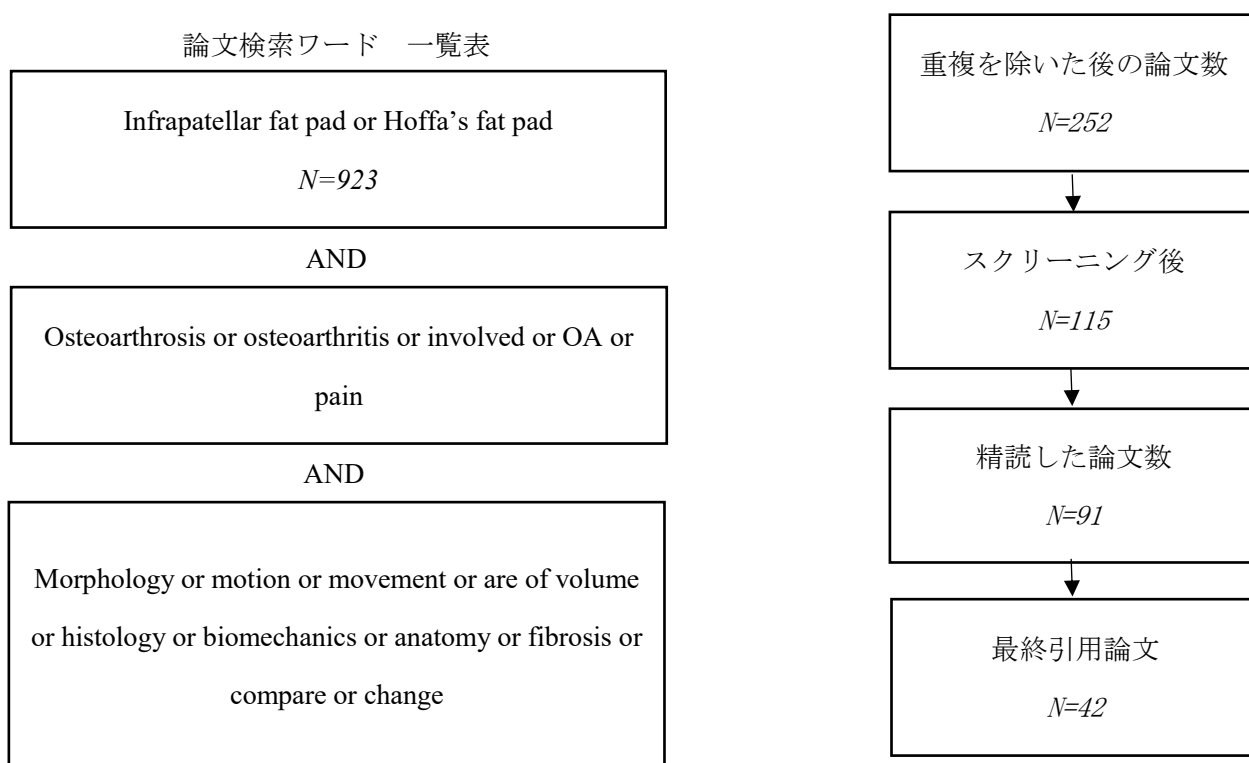 論文検索ワード　一覧表
Infrapatellar fat pad or Hoffa’s fat pad
N=923
AND
Osteoarthrosis or osteoarthritis or involved or OA or
pain
AND
Morphology or motion or movement or are of volume
or histology or biomechanics or anatomy or fibrosis or
compare or change
重複を除いた後の論文数
N=252
スクリーニング後
N=115
精読した論文数
N=91
最終引用論文
N=42